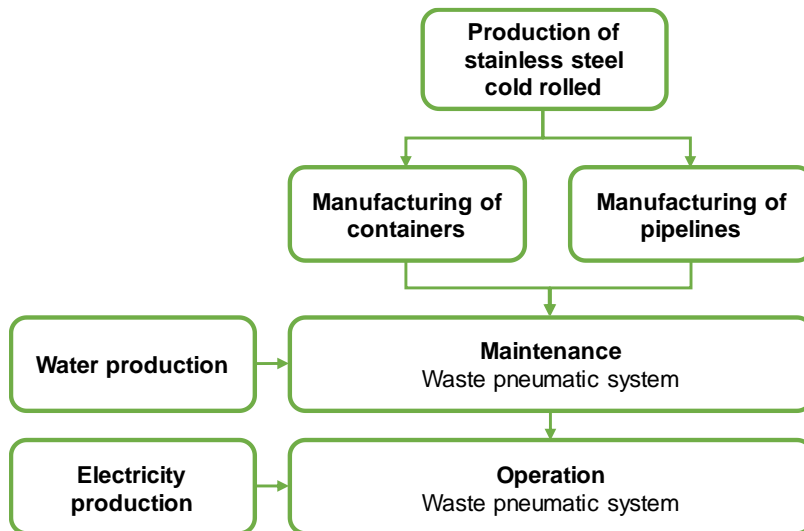 Production of
stainless steel
cold rolled
Manufacturing of
containers
Manufacturing of
pipelines
Water production
Maintenance
Waste pneumatic system
Electricity
production
Operation
Waste pneumatic system